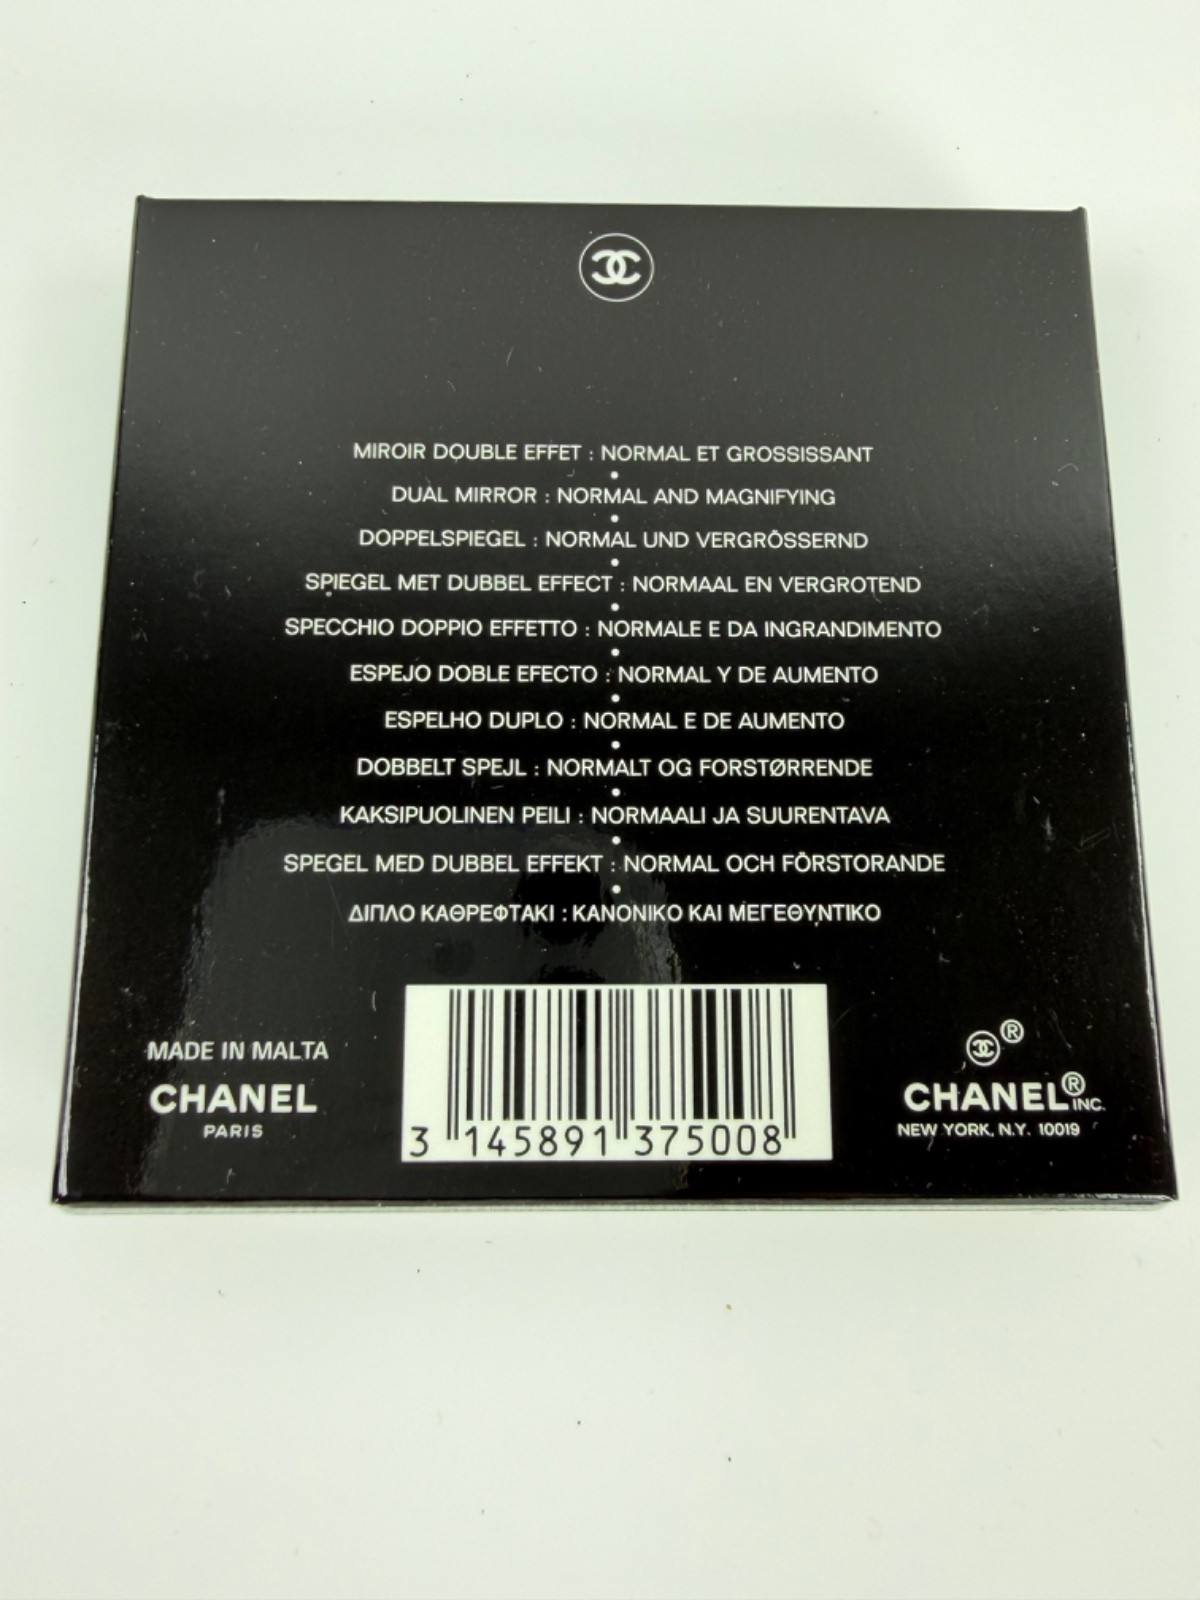 MIROIR DOUBLE EFFET : NORMAL ET GROSSISSANT
DUAL MIRROR : NORMAL AND MAGNIFYING
DOPPELSPIEGEL : NORMAL UND VERGRÖSSERND
SPIEGEL MET DUBBEL EFFECT : NORMAAL EN VERGROTEND
SPECCHIO DOPPIO EFFETTO : NORMALE E DA INGRANDIMENTO
ESPEJO DOBLE EFECTO : NORMAL Y DE AUMENTO
ESPELHO DUPLO : NORMAL E DE AUMENTO
DOBBELT SPEJL : NORMALT OG FORSTØRRENDE
KAKSIPUOLINEN PEILI : NORMAALI JA SUURENTAVA
SPEGEL MED DUBBEL EFFEKT : NORMAL OCH FÖRSTORANDE
ΔΙΠΛΟ ΚΑΘΡΕΦΤΑΚΙ : ΚΑΝΟΝΙΚΟ ΚΑΙ ΜΕΓΕΘΥΝΤΙΚΟ
MADE IN MALTA
CHANEL
PARIS
3 145891 375008
®
CHANEL® INC.
NEW YORK, N.Y. 10019